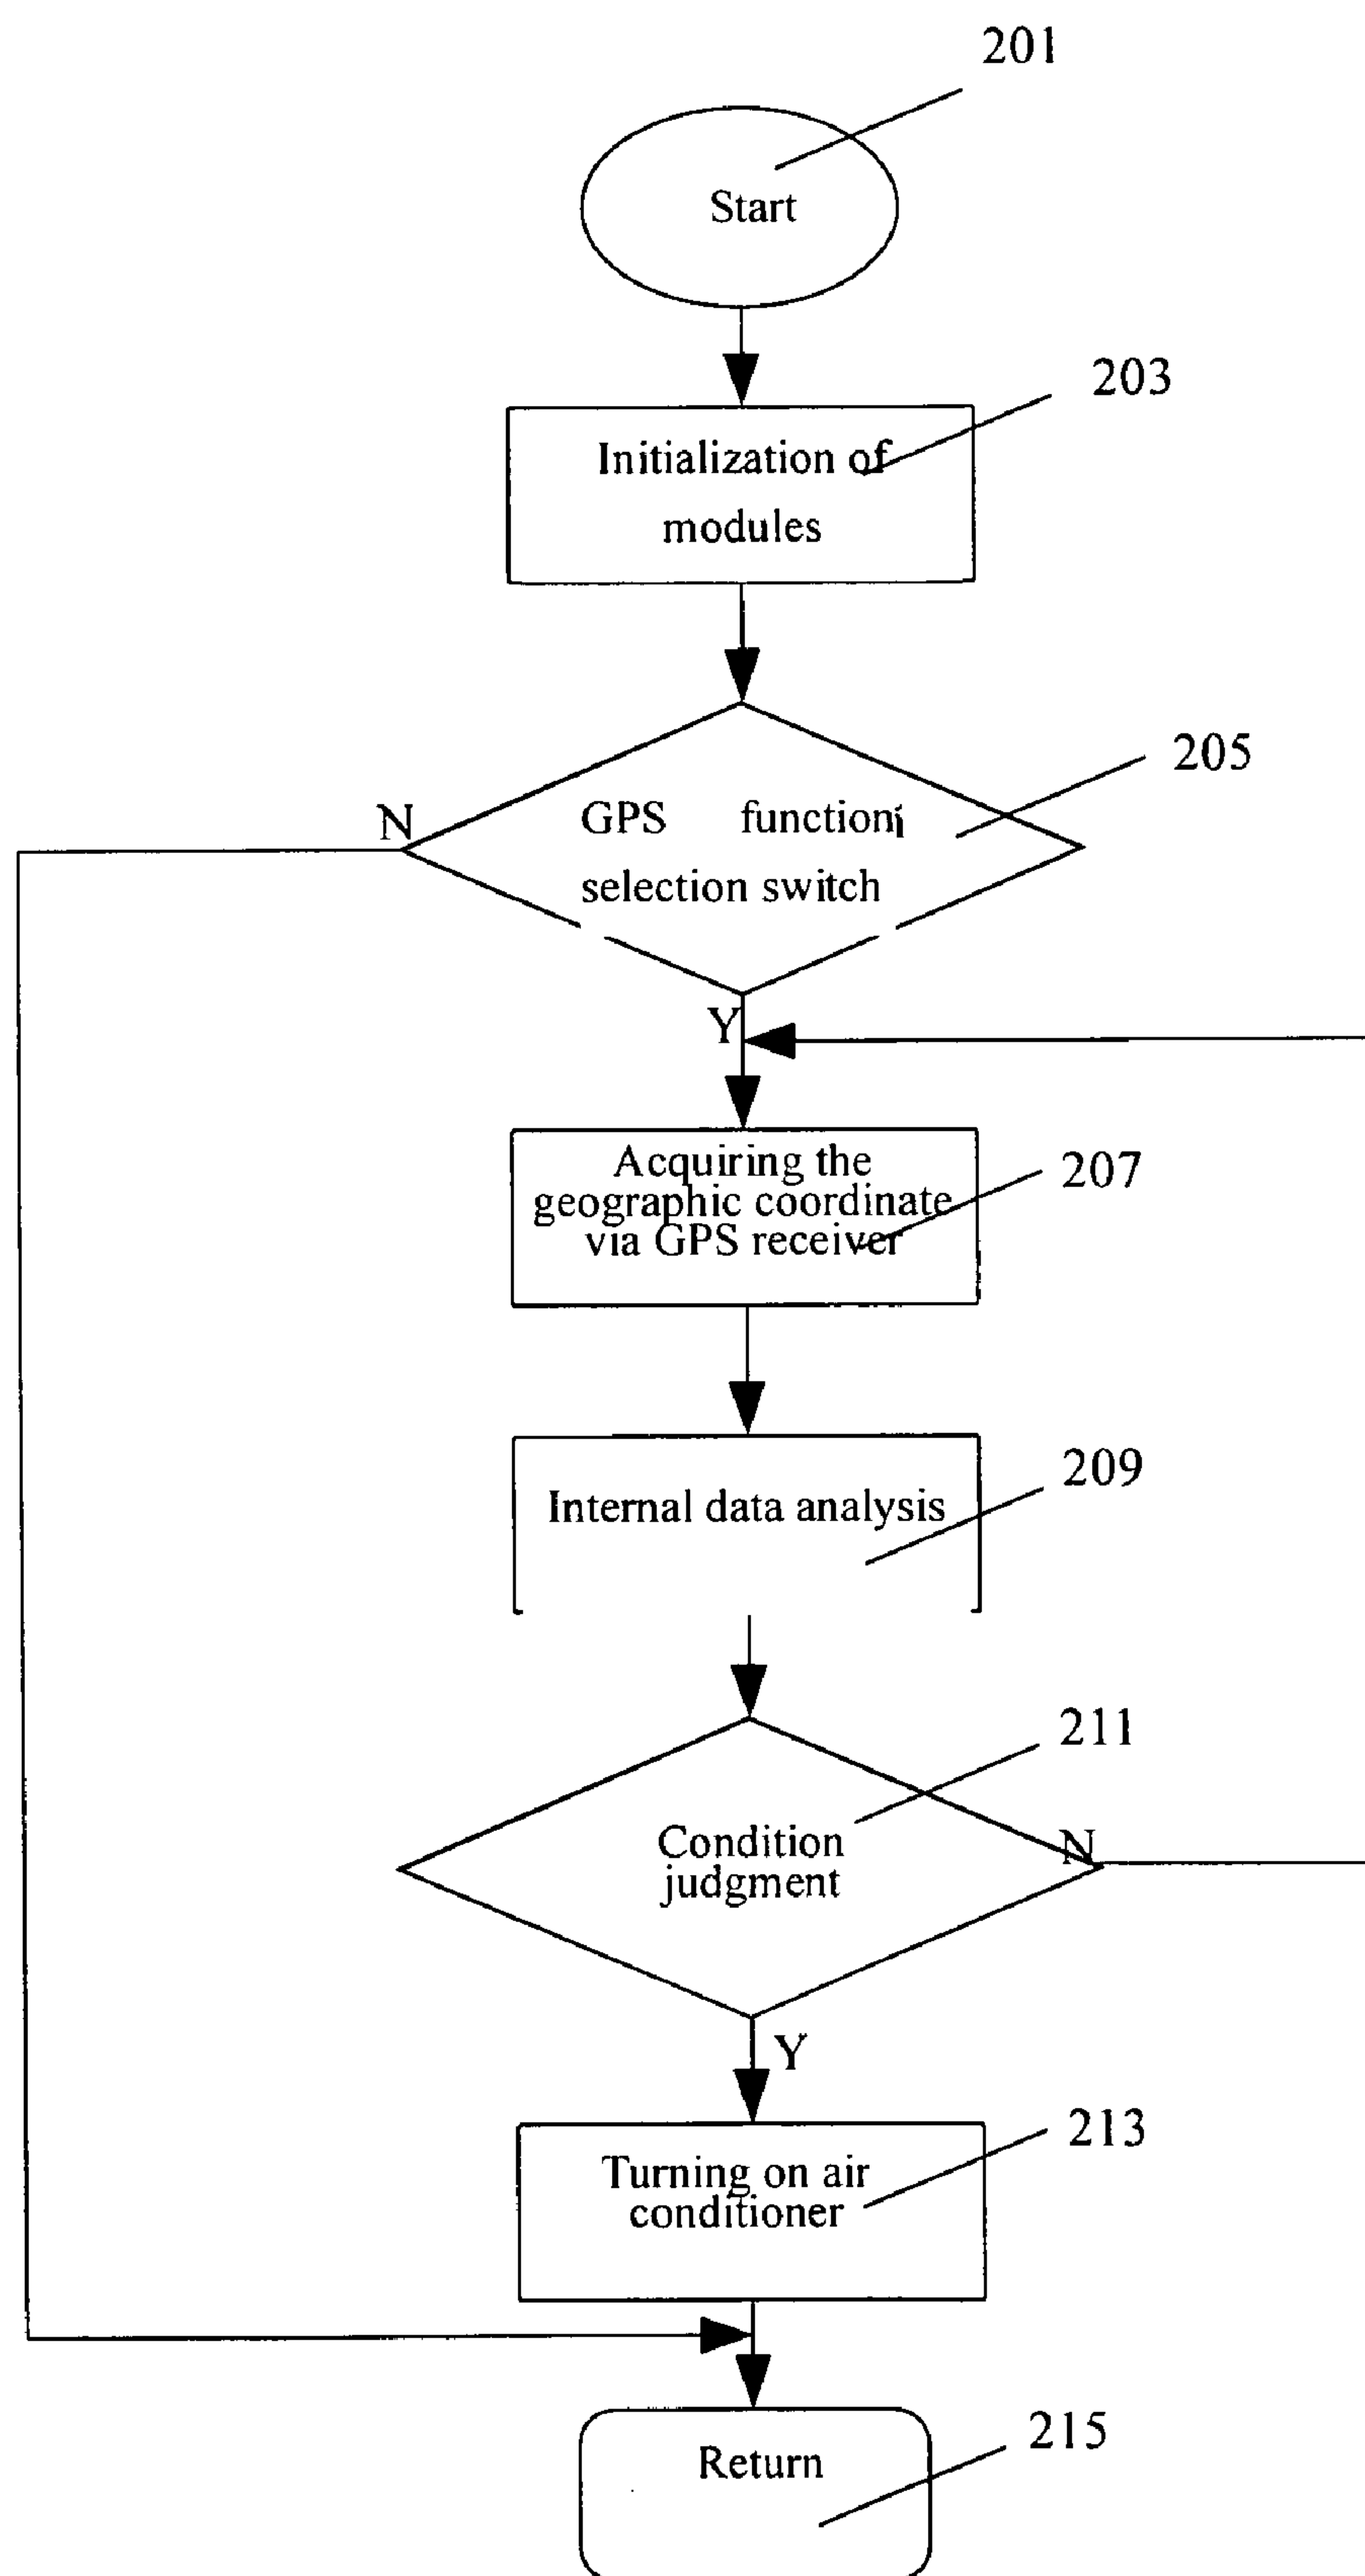 201
Start
203
Initialization of
modules
205
N
GPS function
selection switch
Y
Acquiring the
geographic coordinate
via GPS receiver
207
209
Internal data analysis
211
Condition
judgment
N
Y
213
Turning on air
conditioner
215
Return